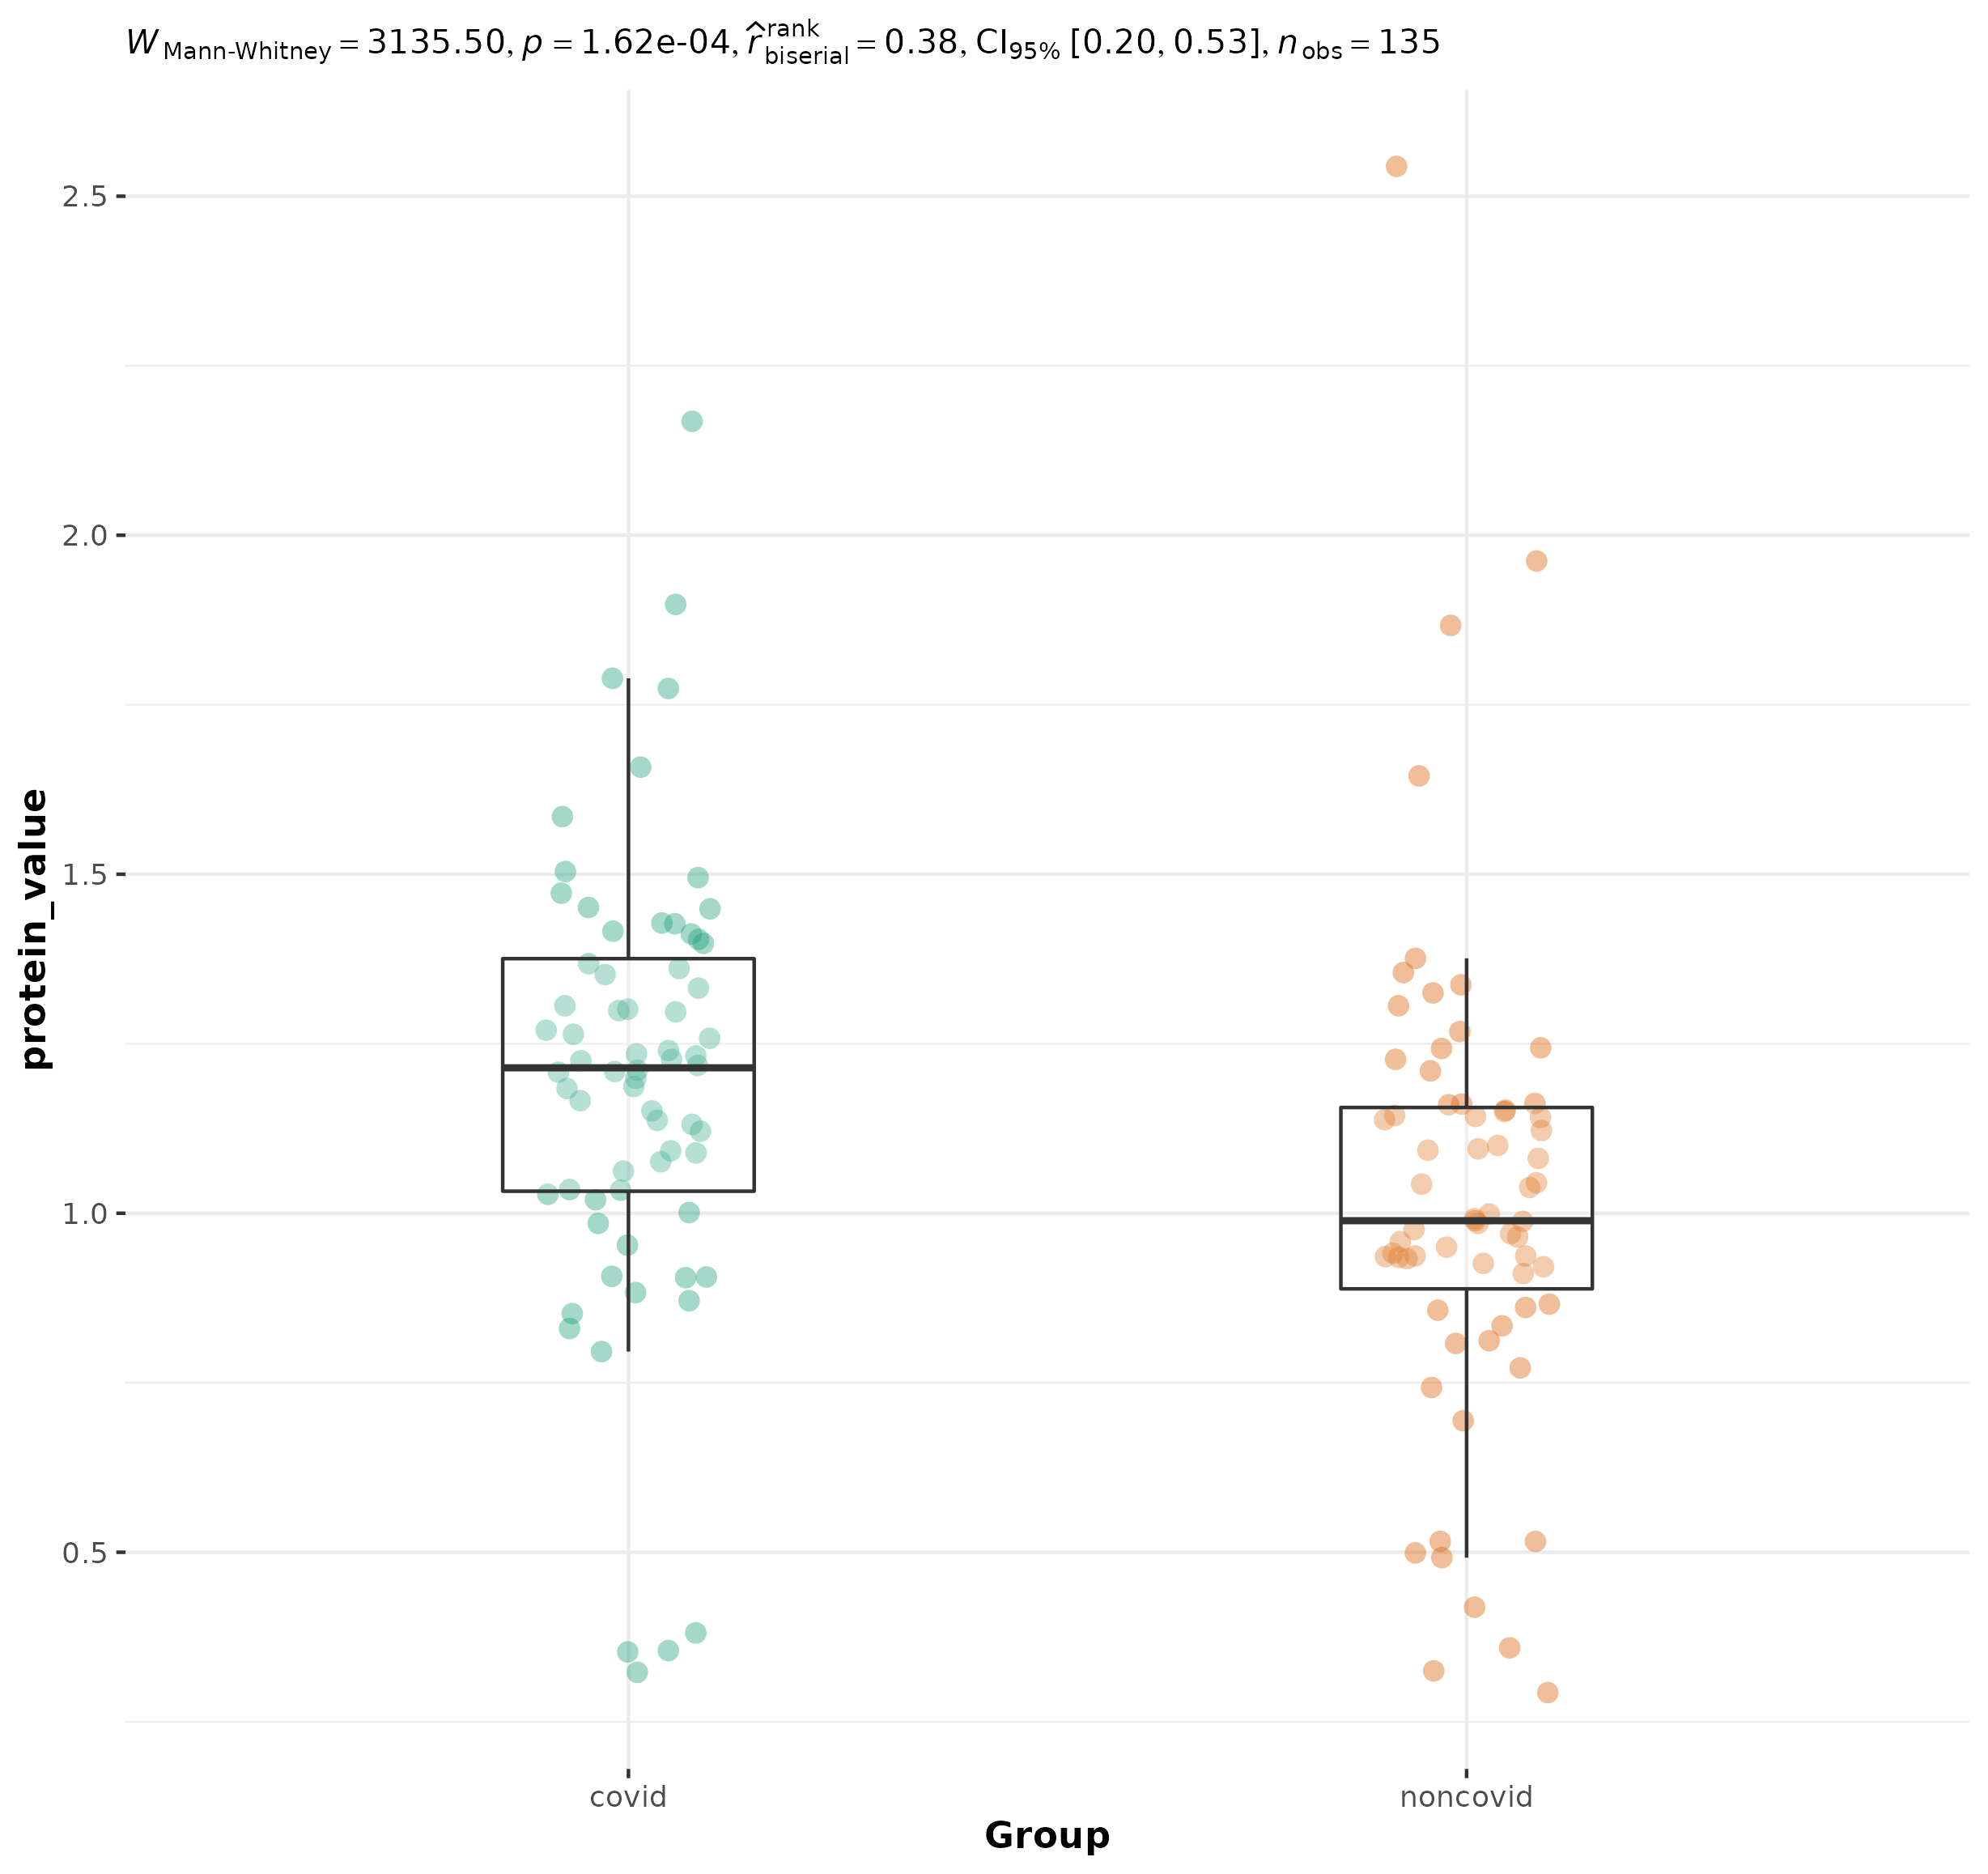 W Mann-Whitney = 3135.50, p = 1.62e-04, r̂ rank biserial = 0.38, CI95% [0.20, 0.53], n obs = 135
protein_value
2.5
2.0
1.5
1.0
0.5
covid noncovid
Group